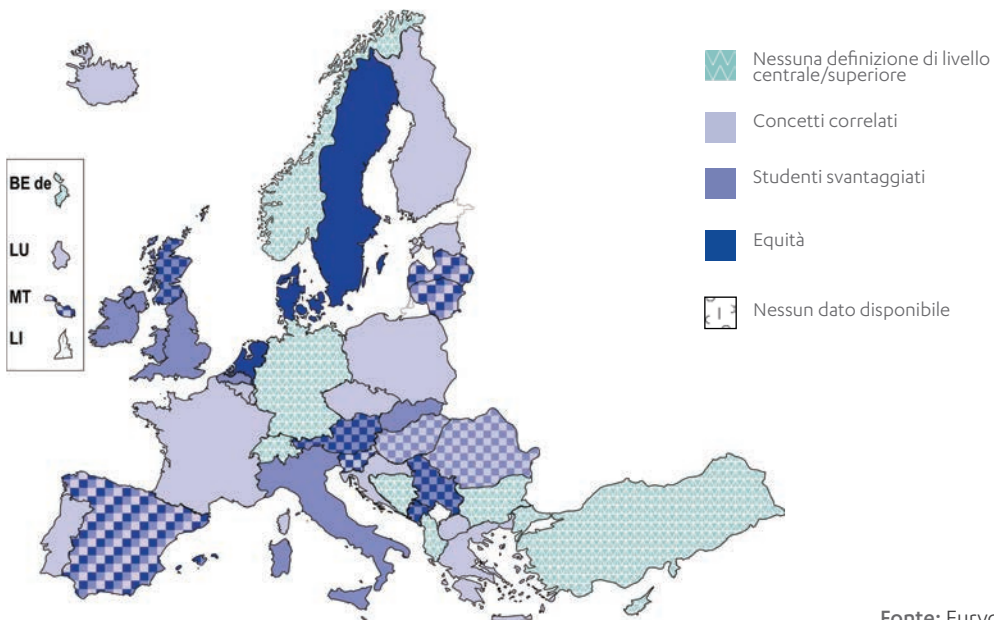 Nessuna definizione di livello
centrale/superiore
Concetti correlati
BE de
Studenti svantaggiati
LU
Equità
MT
Nessun dato disponibile
LI
Fonte: